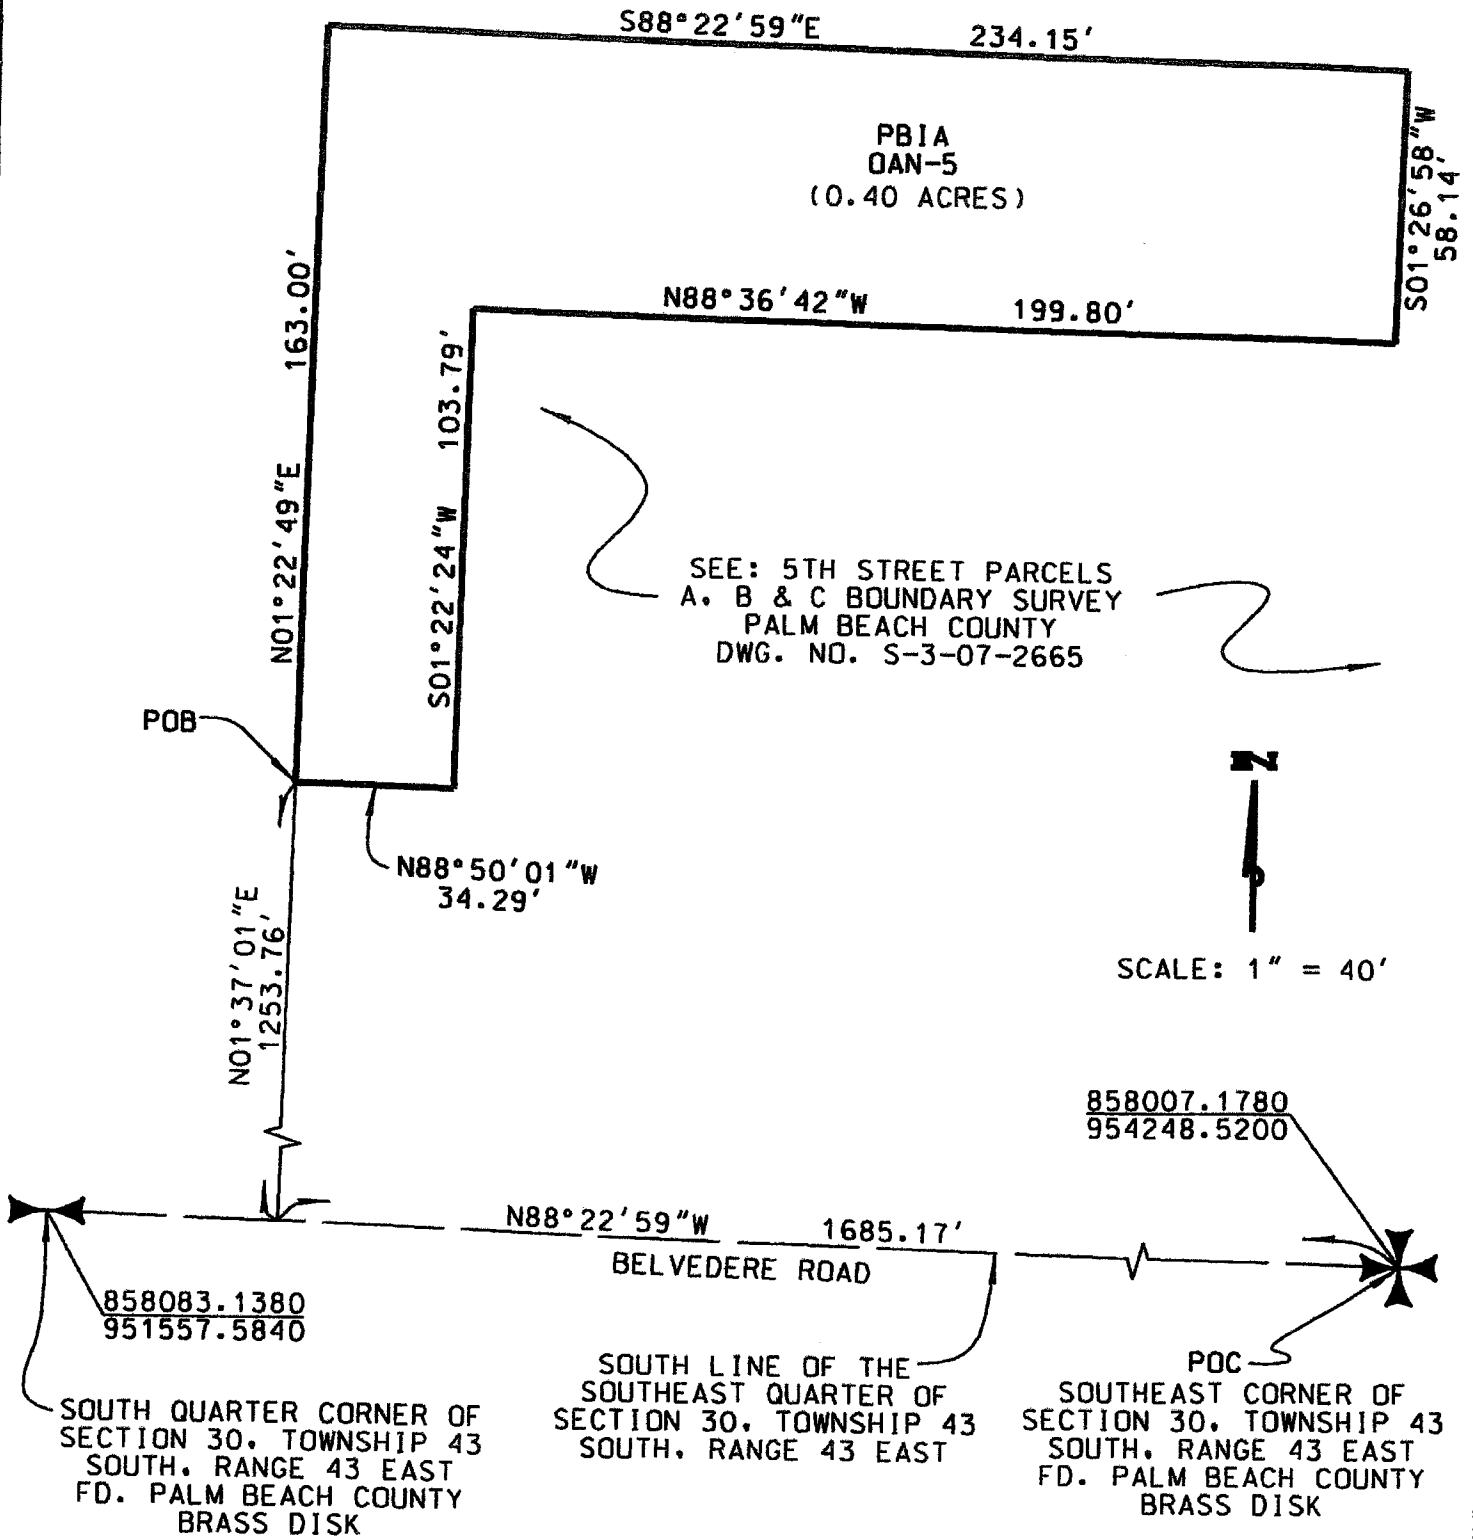 S88°22'59"E 234.15'
PBIA
OAN-5
(0.40 ACRES)
S01°26'58"W
58.14'
N88°36'42"W 199.80'
N01°22'49"E 163.00'
S01°22'24"W 103.79'
SEE: 5TH STREET PARCELS
A. B & C BOUNDARY SURVEY
PALM BEACH COUNTY
DWG. NO. S-3-07-2665
POB
N88°50'01"W
34.29'
N
SCALE: 1" = 40'
N01°37'01"E
1253.76'
858007.1780
954248.5200
N88°22'59"W 1685.17'
BELVEDERE ROAD
858083.1380
951557.5840
SOUTH QUARTER CORNER OF
SECTION 30. TOWNSHIP 43
SOUTH. RANGE 43 EAST
FD. PALM BEACH COUNTY
BRASS DISK
SOUTH LINE OF THE
SOUTHEAST QUARTER OF
SECTION 30. TOWNSHIP 43
SOUTH. RANGE 43 EAST
POC
SOUTHEAST CORNER OF
SECTION 30. TOWNSHIP 43
SOUTH. RANGE 43 EAST
FD. PALM BEACH COUNTY
BRASS DISK